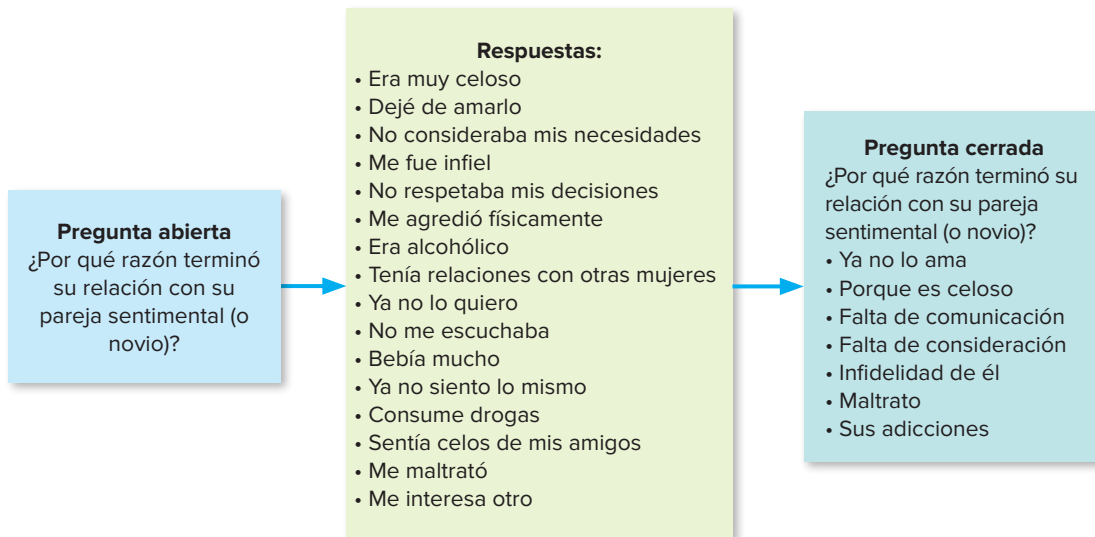 Pregunta abierta
¿Por qué razón terminó
su relación con su
pareja sentimental (o
novio)?
Respuestas:
• Era muy celoso
• Dejé de amarlo
• No consideraba mis necesidades
• Me fue infiel
• No respetaba mis decisiones
• Me agredió físicamente
• Era alcohólico
• Tenía relaciones con otras mujeres
• Ya no lo quiero
• No me escuchaba
• Bebía mucho
• Ya no siento lo mismo
• Consume drogas
• Sentía celos de mis amigos
• Me maltrató
• Me interesa otro
Pregunta cerrada
¿Por qué razón terminó su
relación con su pareja
sentimental (o novio)?
• Ya no lo ama
• Porque es celoso
• Falta de comunicación
• Falta de consideración
• Infidelidad de él
• Maltrato
• Sus adicciones